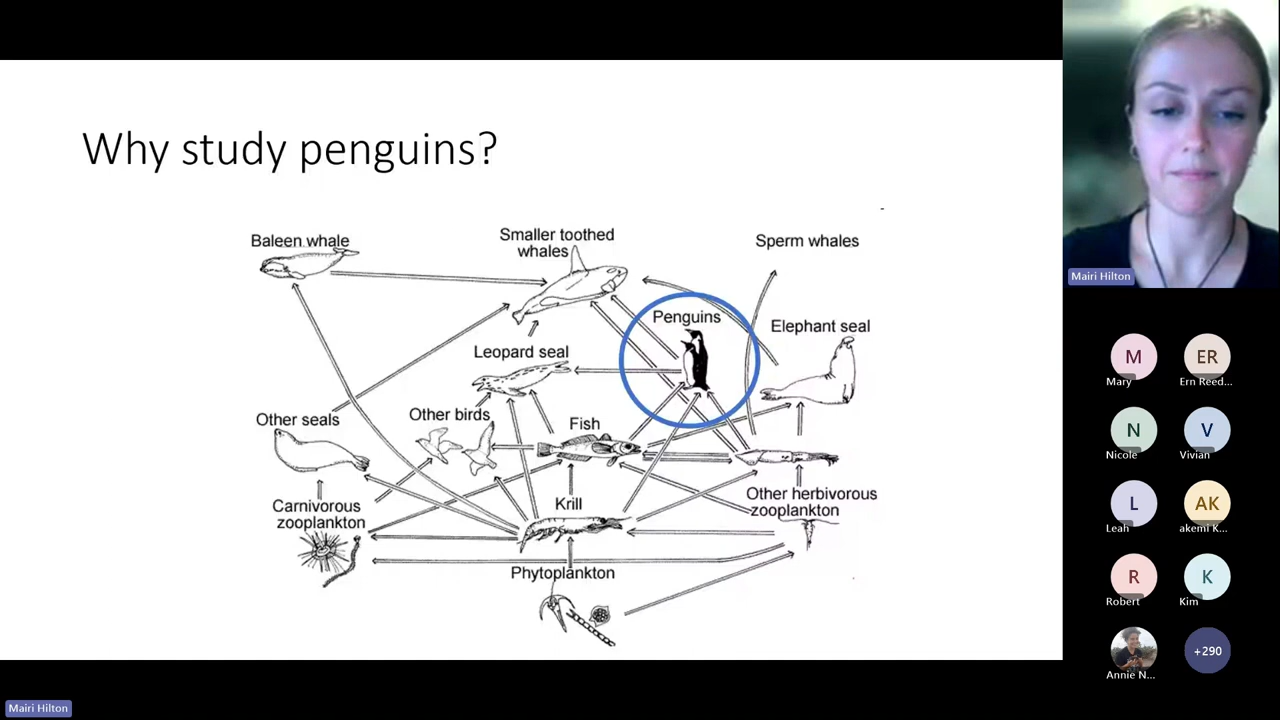 Why study penguins?
Baleen whale
Smaller toothed
whales
Sperm whales
Penguins
Elephant seal
Leopard seal
Other seals
Other birds
Fish
Krill
Other herbivorous
zooplankton
Carnivorous
zooplankton
Phytoplankton
Mairi Hilton
M
Mary
ER
Ern Reed...
N
Nicole
V
Vivian
L
Leah
AK
akemi K...
R
Robert
K
Kim
Annie N...
+290
Mairi Hilton